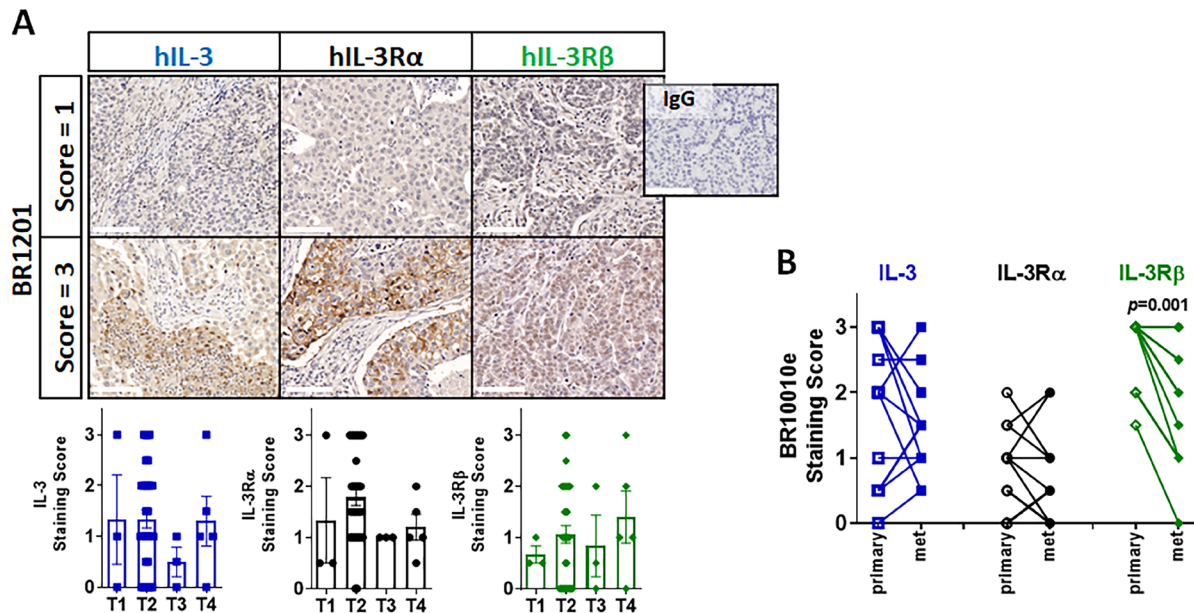 A
hIL-3
hIL-3Rα
hIL-3Rβ
BR1201
Score = 1
IgG
Score = 3
IL-3
Staining Score
3
2
1
0
T1
T2
T3
T4
IL-3Rα
Staining Score
3
2
1
0
T1
T2
T3
T4
IL-3Rβ
Staining Score
3
2
1
0
T1
T2
T3
T4
B
IL-3
IL-3Rα
IL-3Rβ
p=0.001
BR10010e
Staining Score
3
2
1
0
primary
met
primary
met
primary
met